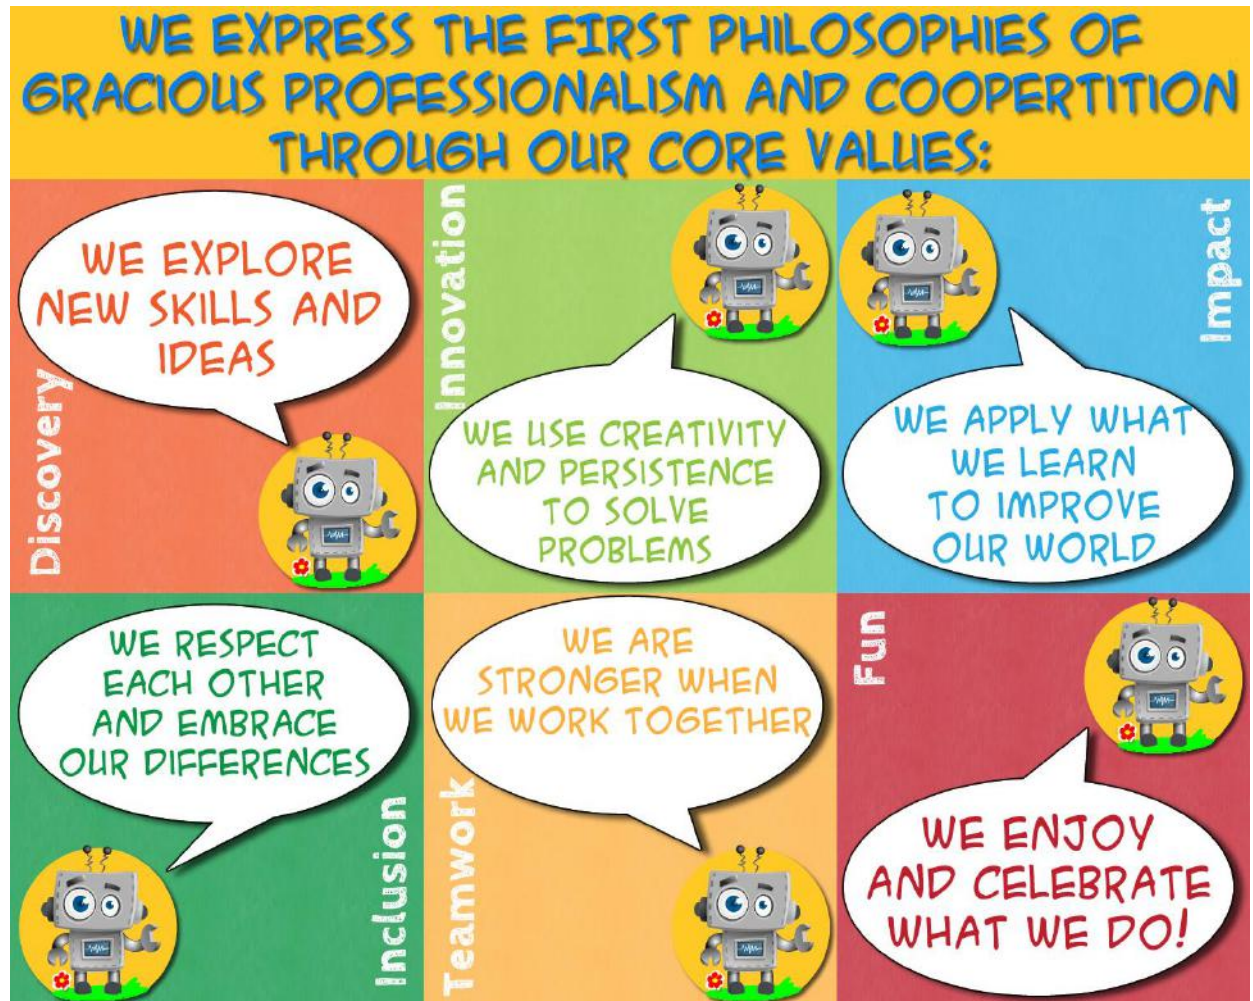 WE EXPRESS THE FIRST PHILOSOPHIES OF
GRACIOUS PROFESSIONALISM AND COOPERTITION
THROUGH OUR CORE VALUES:
Discovery
WE EXPLORE
NEW SKILLS AND
IDEAS
Innovation
WE USE CREATIVITY
AND PERSISTENCE
TO SOLVE
PROBLEMS
Impact
WE APPLY WHAT
WE LEARN
TO IMPROVE
OUR WORLD
Inclusion
WE RESPECT
EACH OTHER
AND EMBRACE
OUR DIFFERENCES
Teamwork
WE ARE
STRONGER WHEN
WE WORK TOGETHER
Fun
WE ENJOY
AND CELEBRATE
WHAT WE DO!